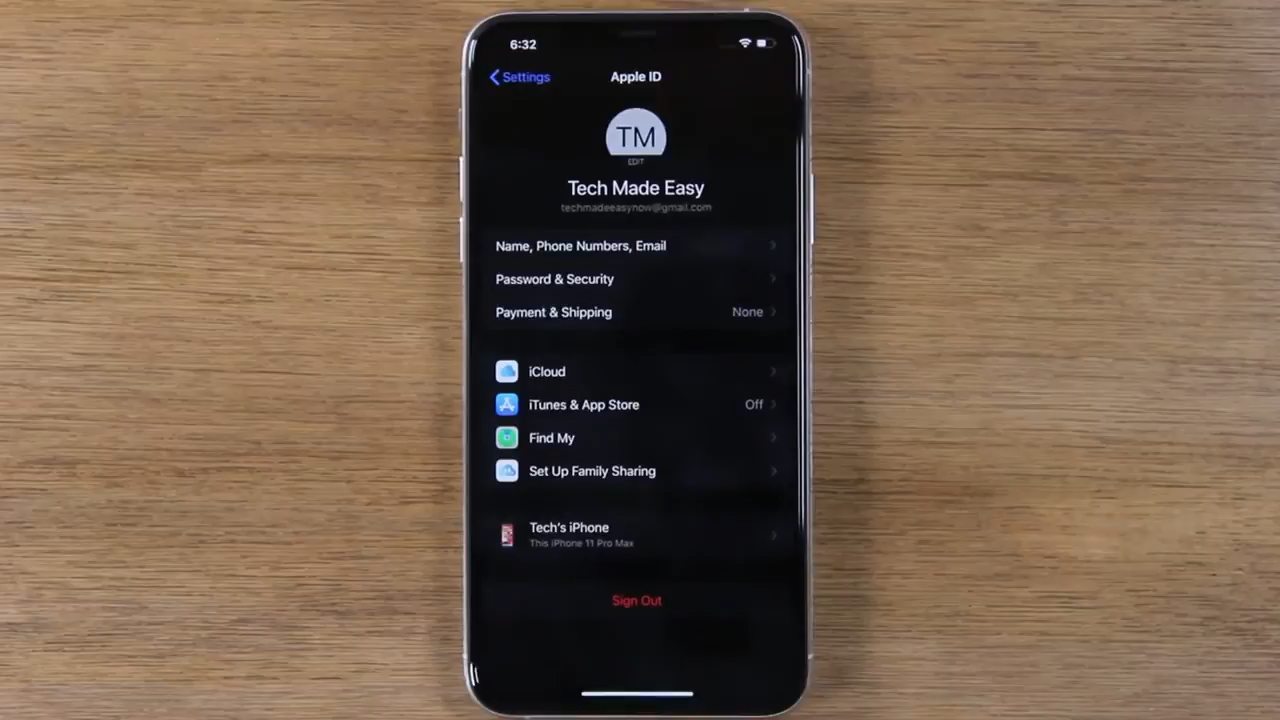 6:32
Settings
Apple ID
TM
EDIT
Tech Made Easy
techmadeeasynow@gmail.com
Name, Phone Numbers, Email
Password & Security
Payment & Shipping None
iCloud
iTunes & App Store Off
Find My
Set Up Family Sharing
Tech's iPhone
This iPhone 11 Pro Max
Sign Out